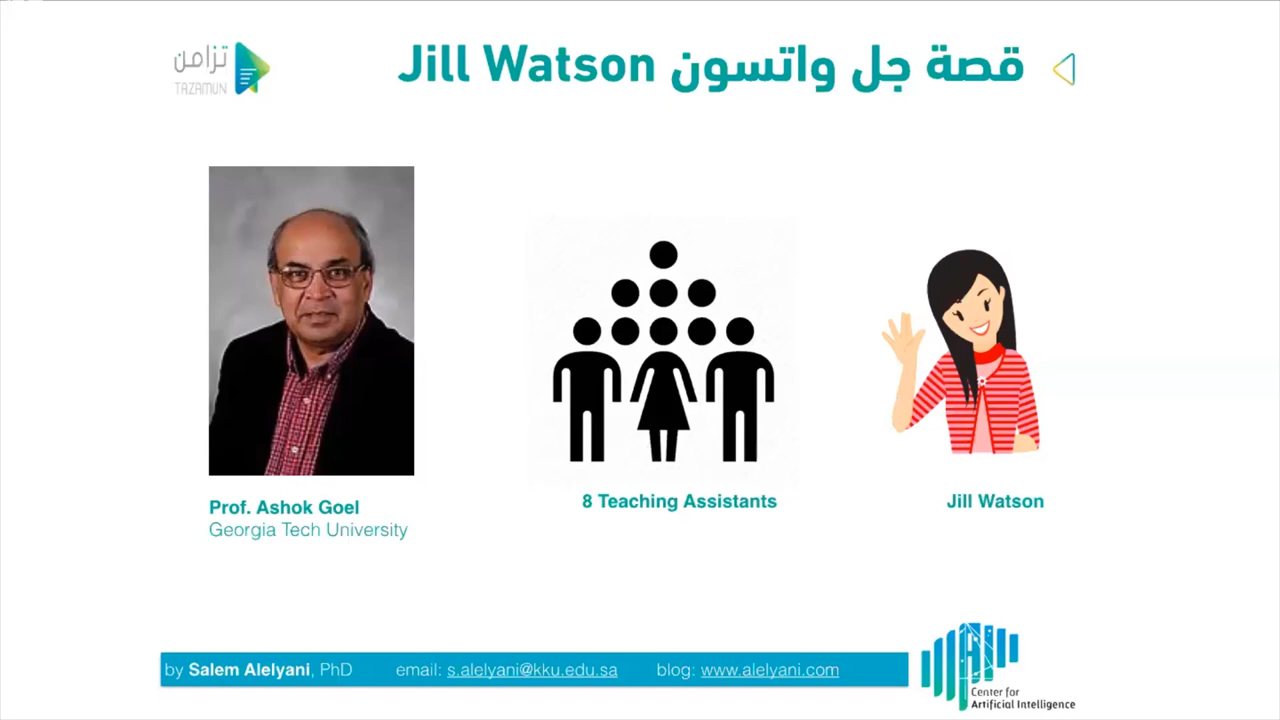 تزامن
TAZAMUN
قصة جل واتسون Jill Watson
Prof. Ashok Goel
Georgia Tech University
8 Teaching Assistants
Jill Watson
by Salem Alelyani, PhD email: s.alelyani@kku.edu.sa blog: www.alelyani.com
Center for
Artificial Intelligence